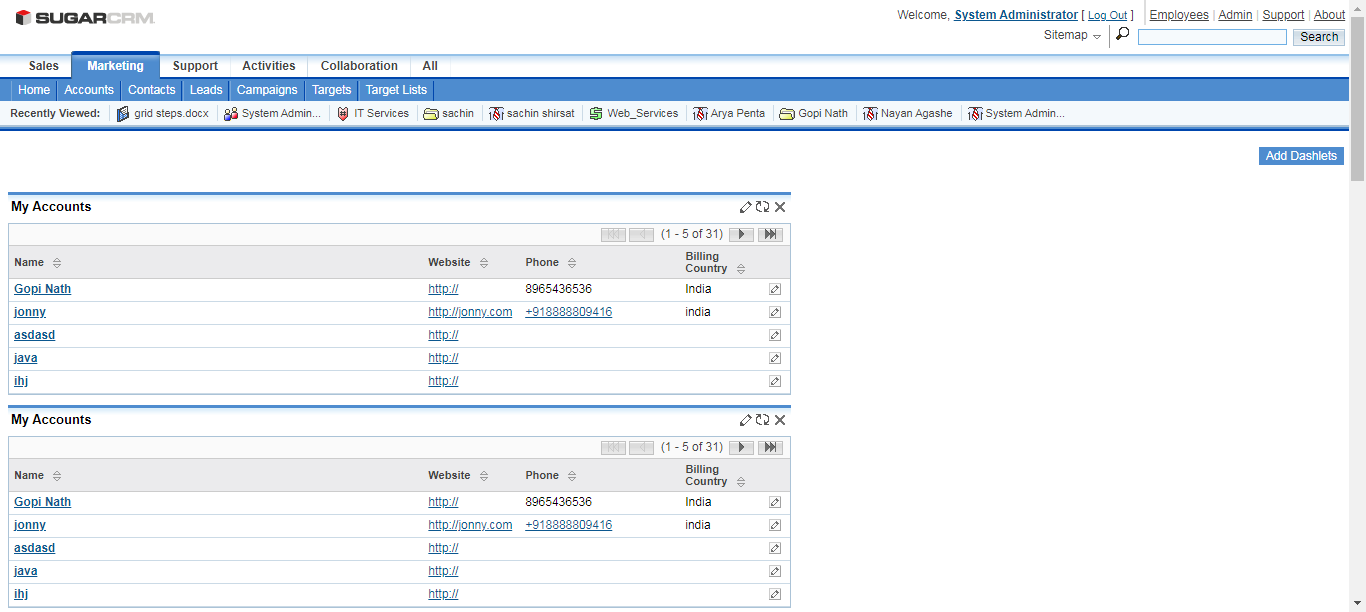 SUGARCRM
Welcome, System Administrator [ Log Out ] Employees | Admin | Support | About
Sitemap Search
Sales Marketing Support Activities Collaboration All
Home Accounts Contacts Leads Campaigns Targets Target Lists
Recently Viewed: grid steps.docx System Admin... IT Services sachin sachin shirsat Web_Services Arya Penta Gopi Nath Nayan Agashe System Admin...
Add Dashlets
My Accounts
(1 - 5 of 31)
Name Website Phone Billing Country
Gopi Nath http:// 8965436536 India
jonny http://jonny.com +918888809416 india
asdasd http://
java http://
ihj http://
My Accounts
(1 - 5 of 31)
Name Website Phone Billing Country
Gopi Nath http:// 8965436536 India
jonny http://jonny.com +918888809416 india
asdasd http://
java http://
ihj http://